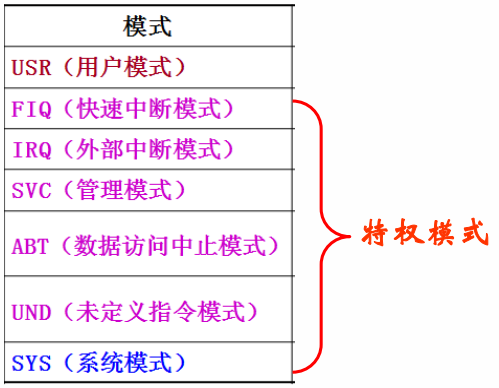 模式
USR（用户模式）
FIQ（快速中断模式）
IRQ（外部中断模式）
SVC（管理模式）
ABT（数据访问中止模式）
UND（未定义指令模式）
SYS（系统模式）
特权模式